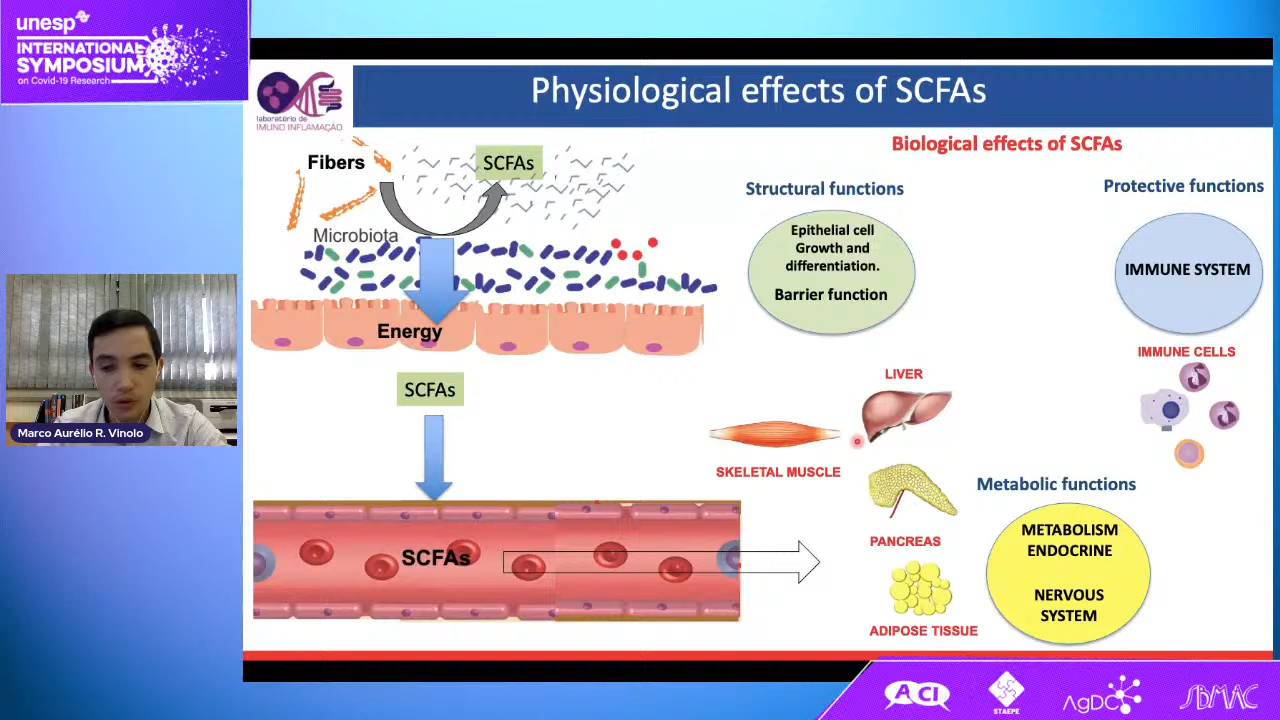 unesp
INTERNATIONAL
SYMPOSIUM
on Covid-19 Research
laboratório de
IMUNO INFLAMAÇÃO
Physiological effects of SCFAs
Biological effects of SCFAs
Fibers
SCFAs
Microbiota
Energy
SCFAs
SCFAs
Structural functions
Epithelial cell
Growth and
differentiation.
Barrier function
Protective functions
IMMUNE SYSTEM
IMMUNE CELLS
LIVER
SKELETAL MUSCLE
PANCREAS
ADIPOSE TISSUE
Metabolic functions
METABOLISM
ENDOCRINE
NERVOUS
SYSTEM
Marco Aurélio R. Vinolo
ACI
STAEPE
AgDC
SBMAC